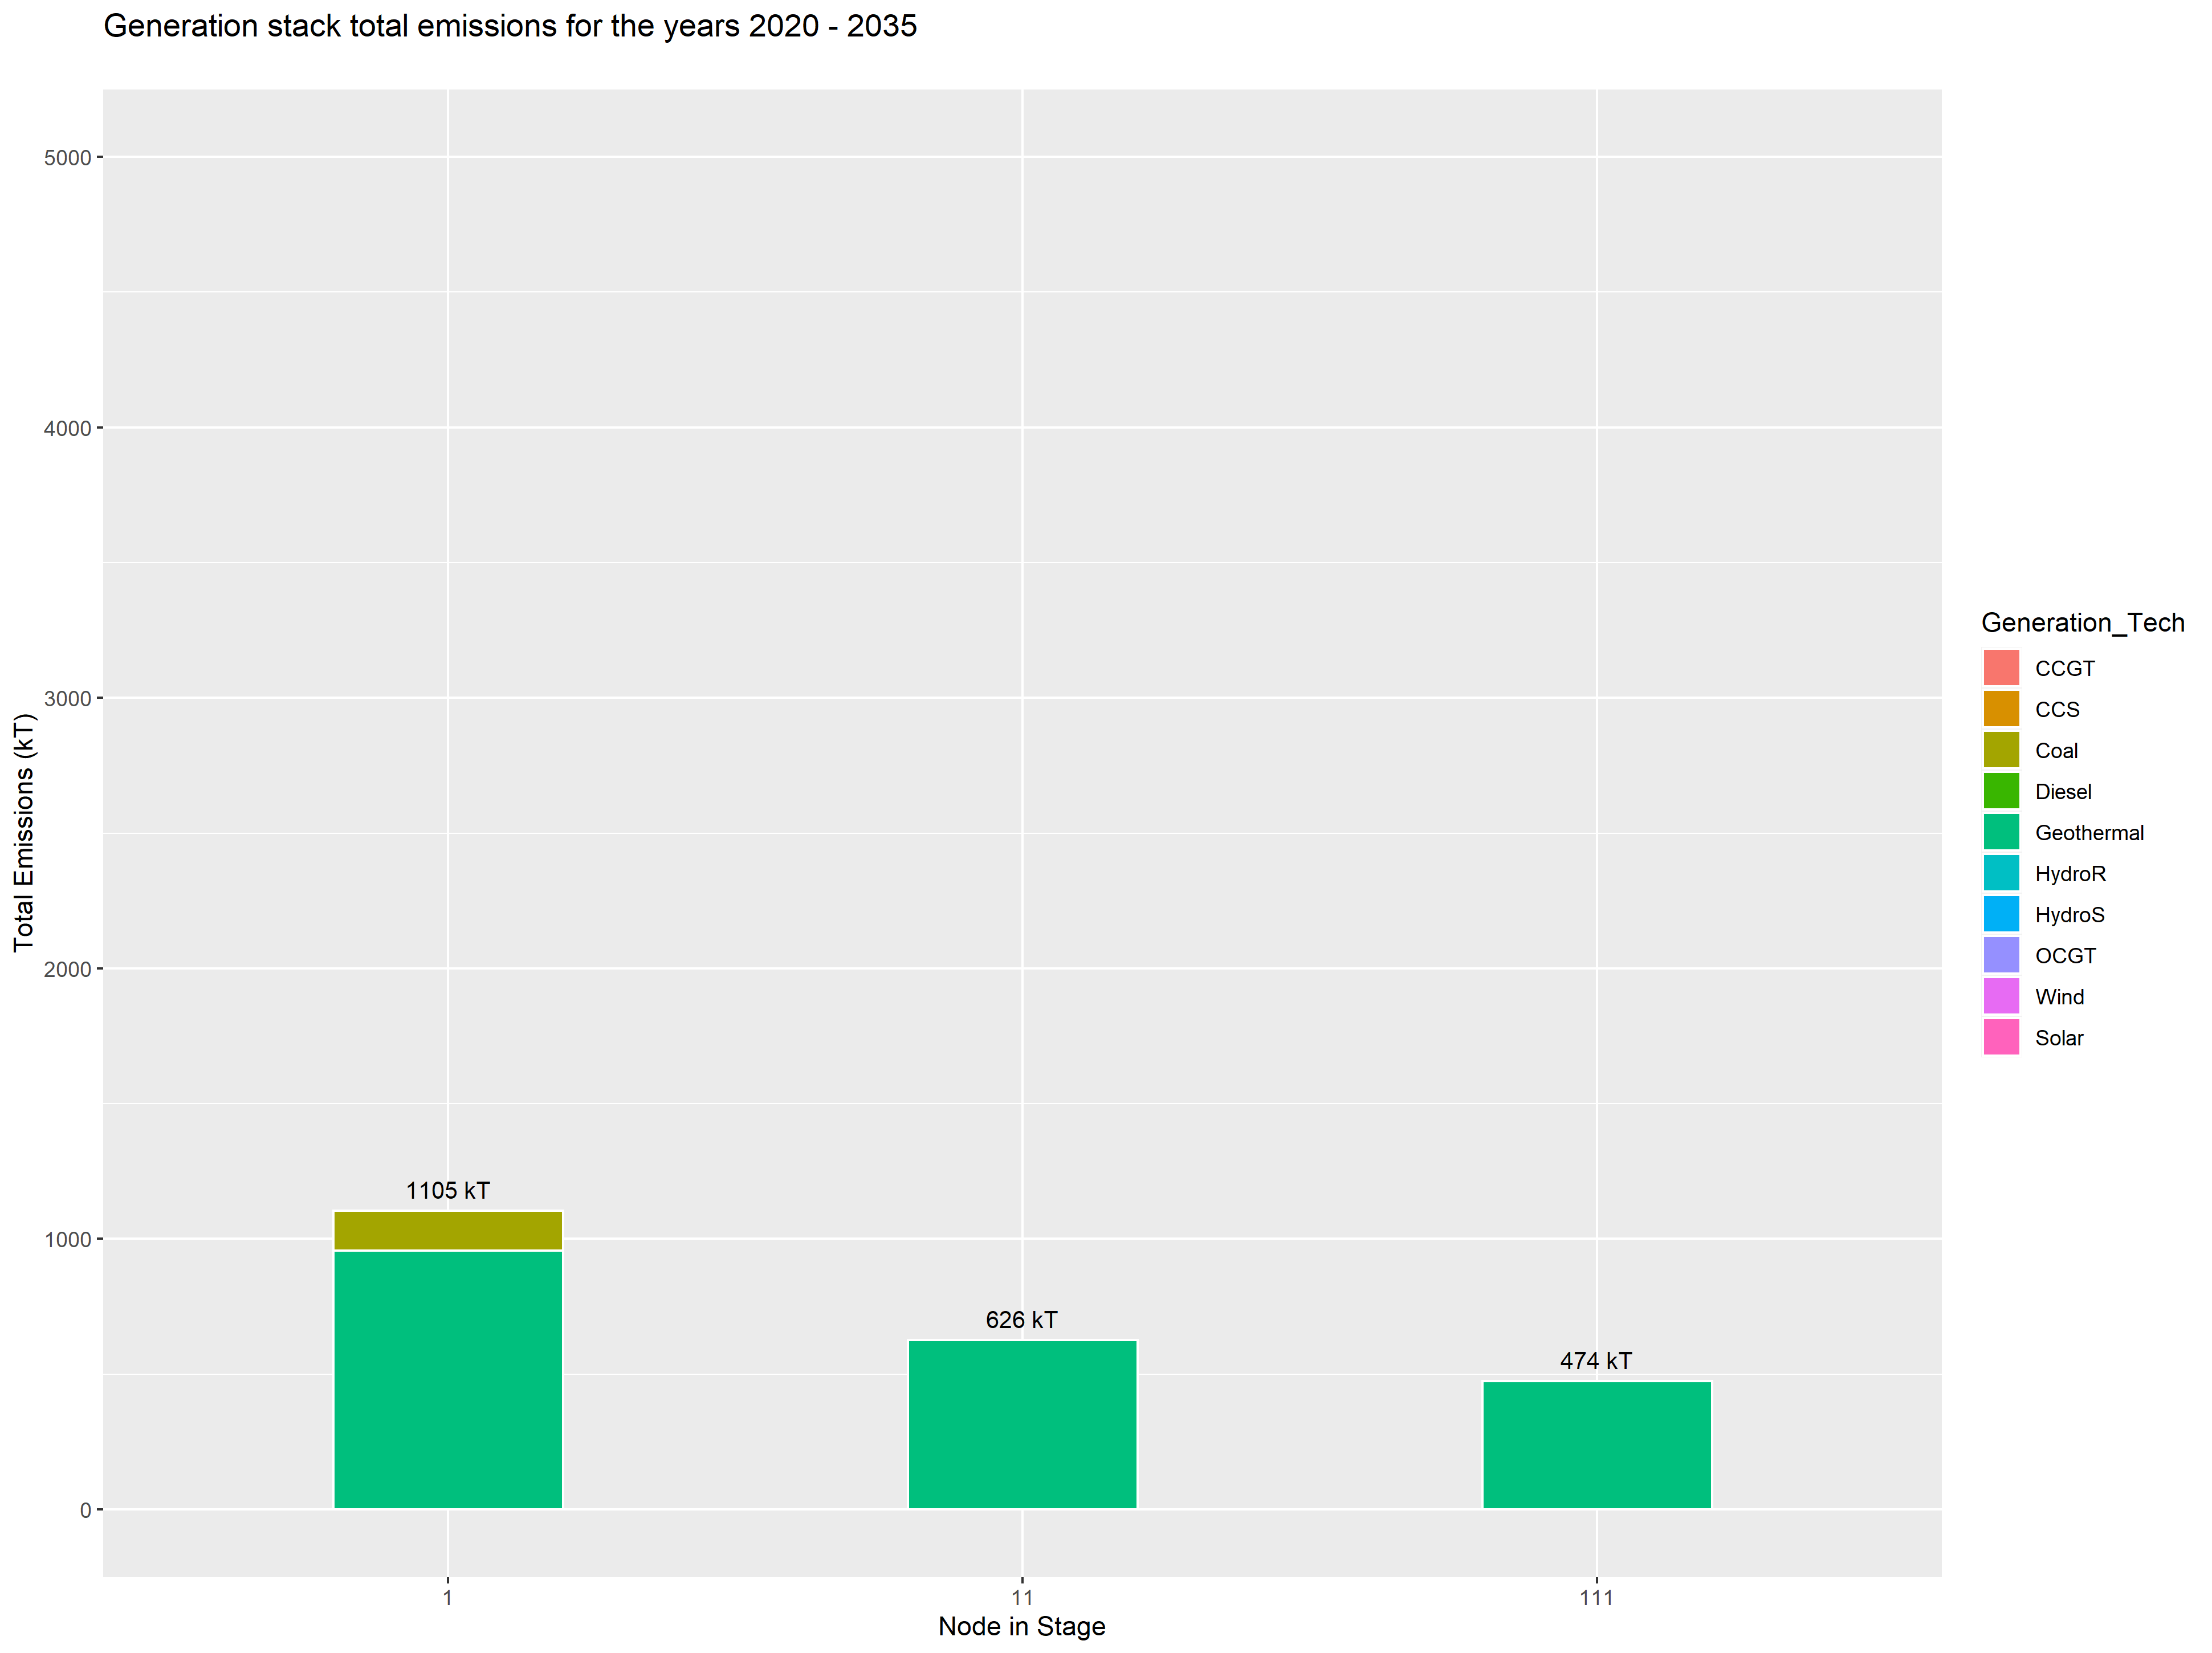 Generation stack total emissions for the years 2020 - 2035
Total Emissions (kT)
5000
4000
3000
2000
1000
0
1105 kT
626 kT
474 kT
1
11
111
Node in Stage
Generation_Tech
CCGT
CCS
Coal
Diesel
Geothermal
HydroR
HydroS
OCGT
Wind
Solar